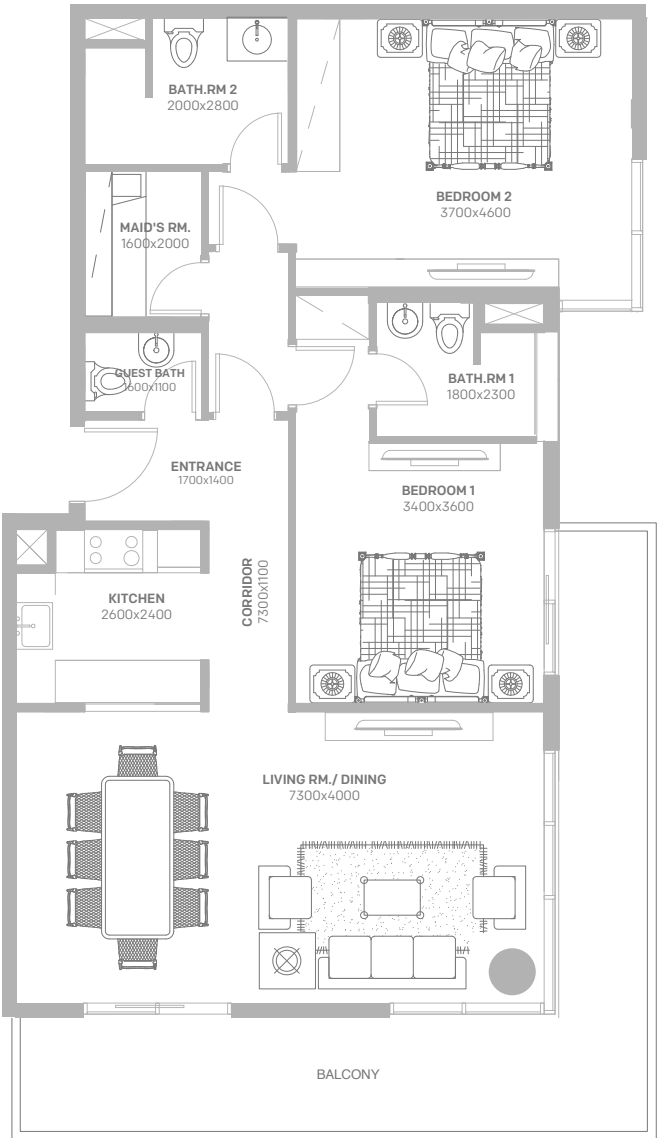 BATH.RM 2
2000x2800
BEDROOM 2
3700x4600
MAID'S RM.
1600x2000
GUEST BATH
1600x1100
BATH.RM 1
1800x2300
ENTRANCE
1700x1400
BEDROOM 1
3400x3600
KITCHEN
2600x2400
CORRIDOR
7300x1100
LIVING RM./ DINING
7300x4000
BALCONY